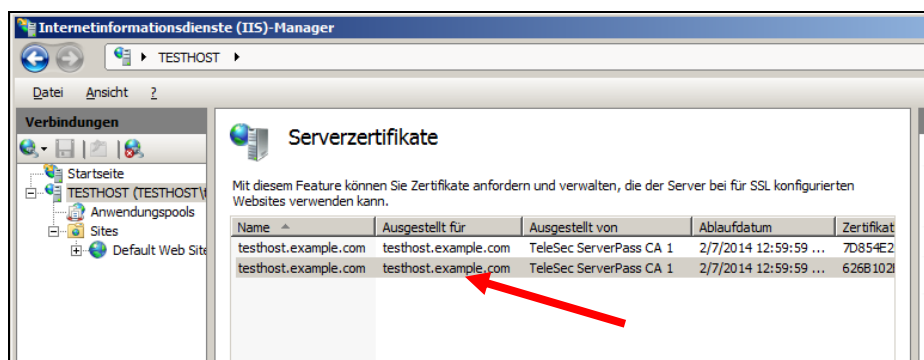 Internetinformationsdienste (IIS)-Manager
TESTHOST
Datei Ansicht ?
Verbindungen
Startseite
TESTHOST (TESTHOST\
Anwendungspools
Sites
Default Web Site
Serverzertifikate
Mit diesem Feature können Sie Zertifikate anfordern und verwalten, die der Server bei für SSL konfigurierten
Websites verwenden kann.
Name Ausgestellt für Ausgestellt von Ablaufdatum Zertifikat
testhost.example.com testhost.example.com TeleSec ServerPass CA 1 2/7/2014 12:59:59 ... 7D854E2
testhost.example.com testhost.example.com TeleSec ServerPass CA 1 2/7/2014 12:59:59 ... 626B102